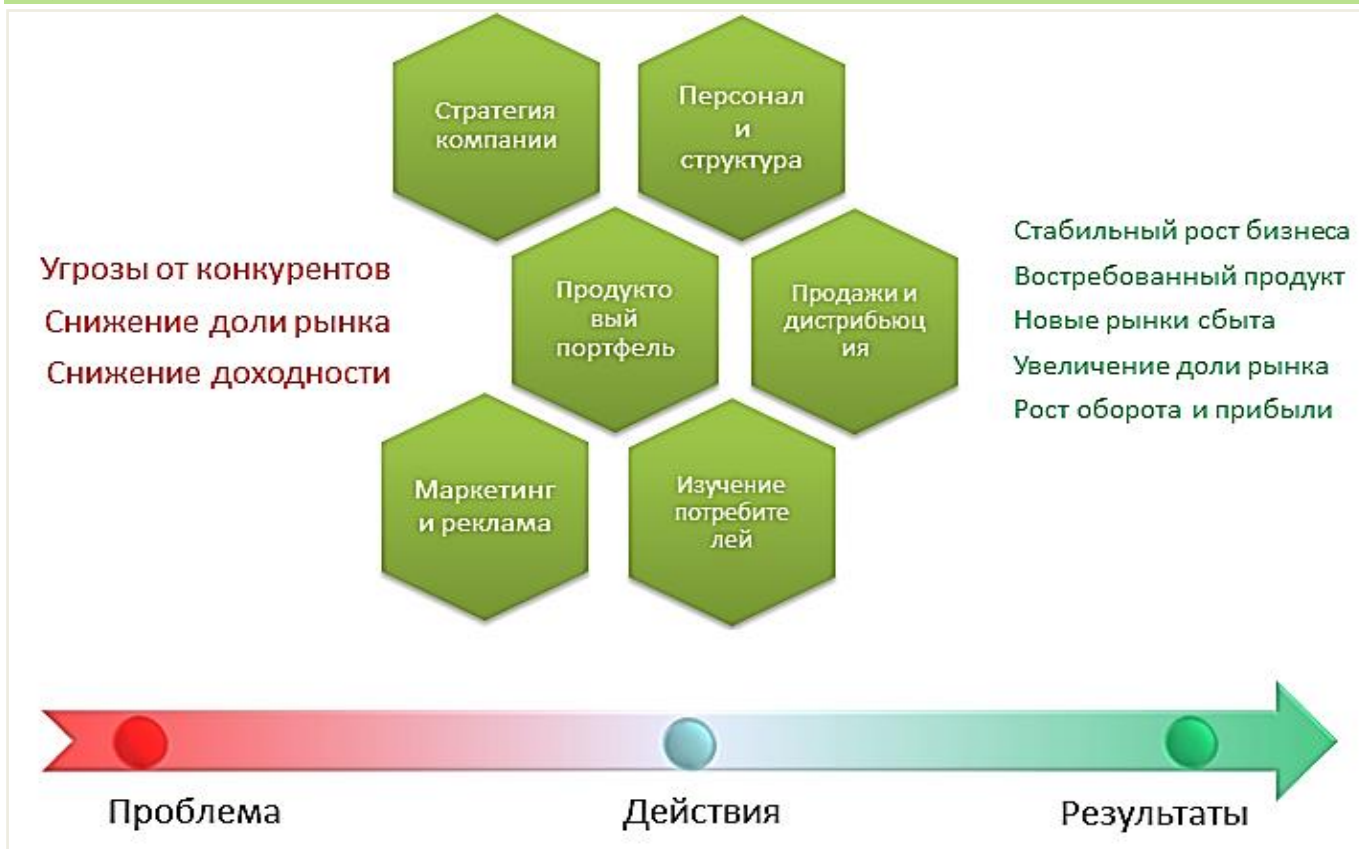 Стратегия
компании
Персонал
и
структура
Угрозы от конкурентов
Снижение доли рынка
Снижение доходности
Продукто
вый
портфель
Продажи и
дистрибьюц
ия
Маркетинг
и реклама
Изучение
потребите
лей
Стабильный рост бизнеса
Востребованный продукт
Новые рынки сбыта
Увеличение доли рынка
Рост оборота и прибыли
Проблема
Действия
Результаты